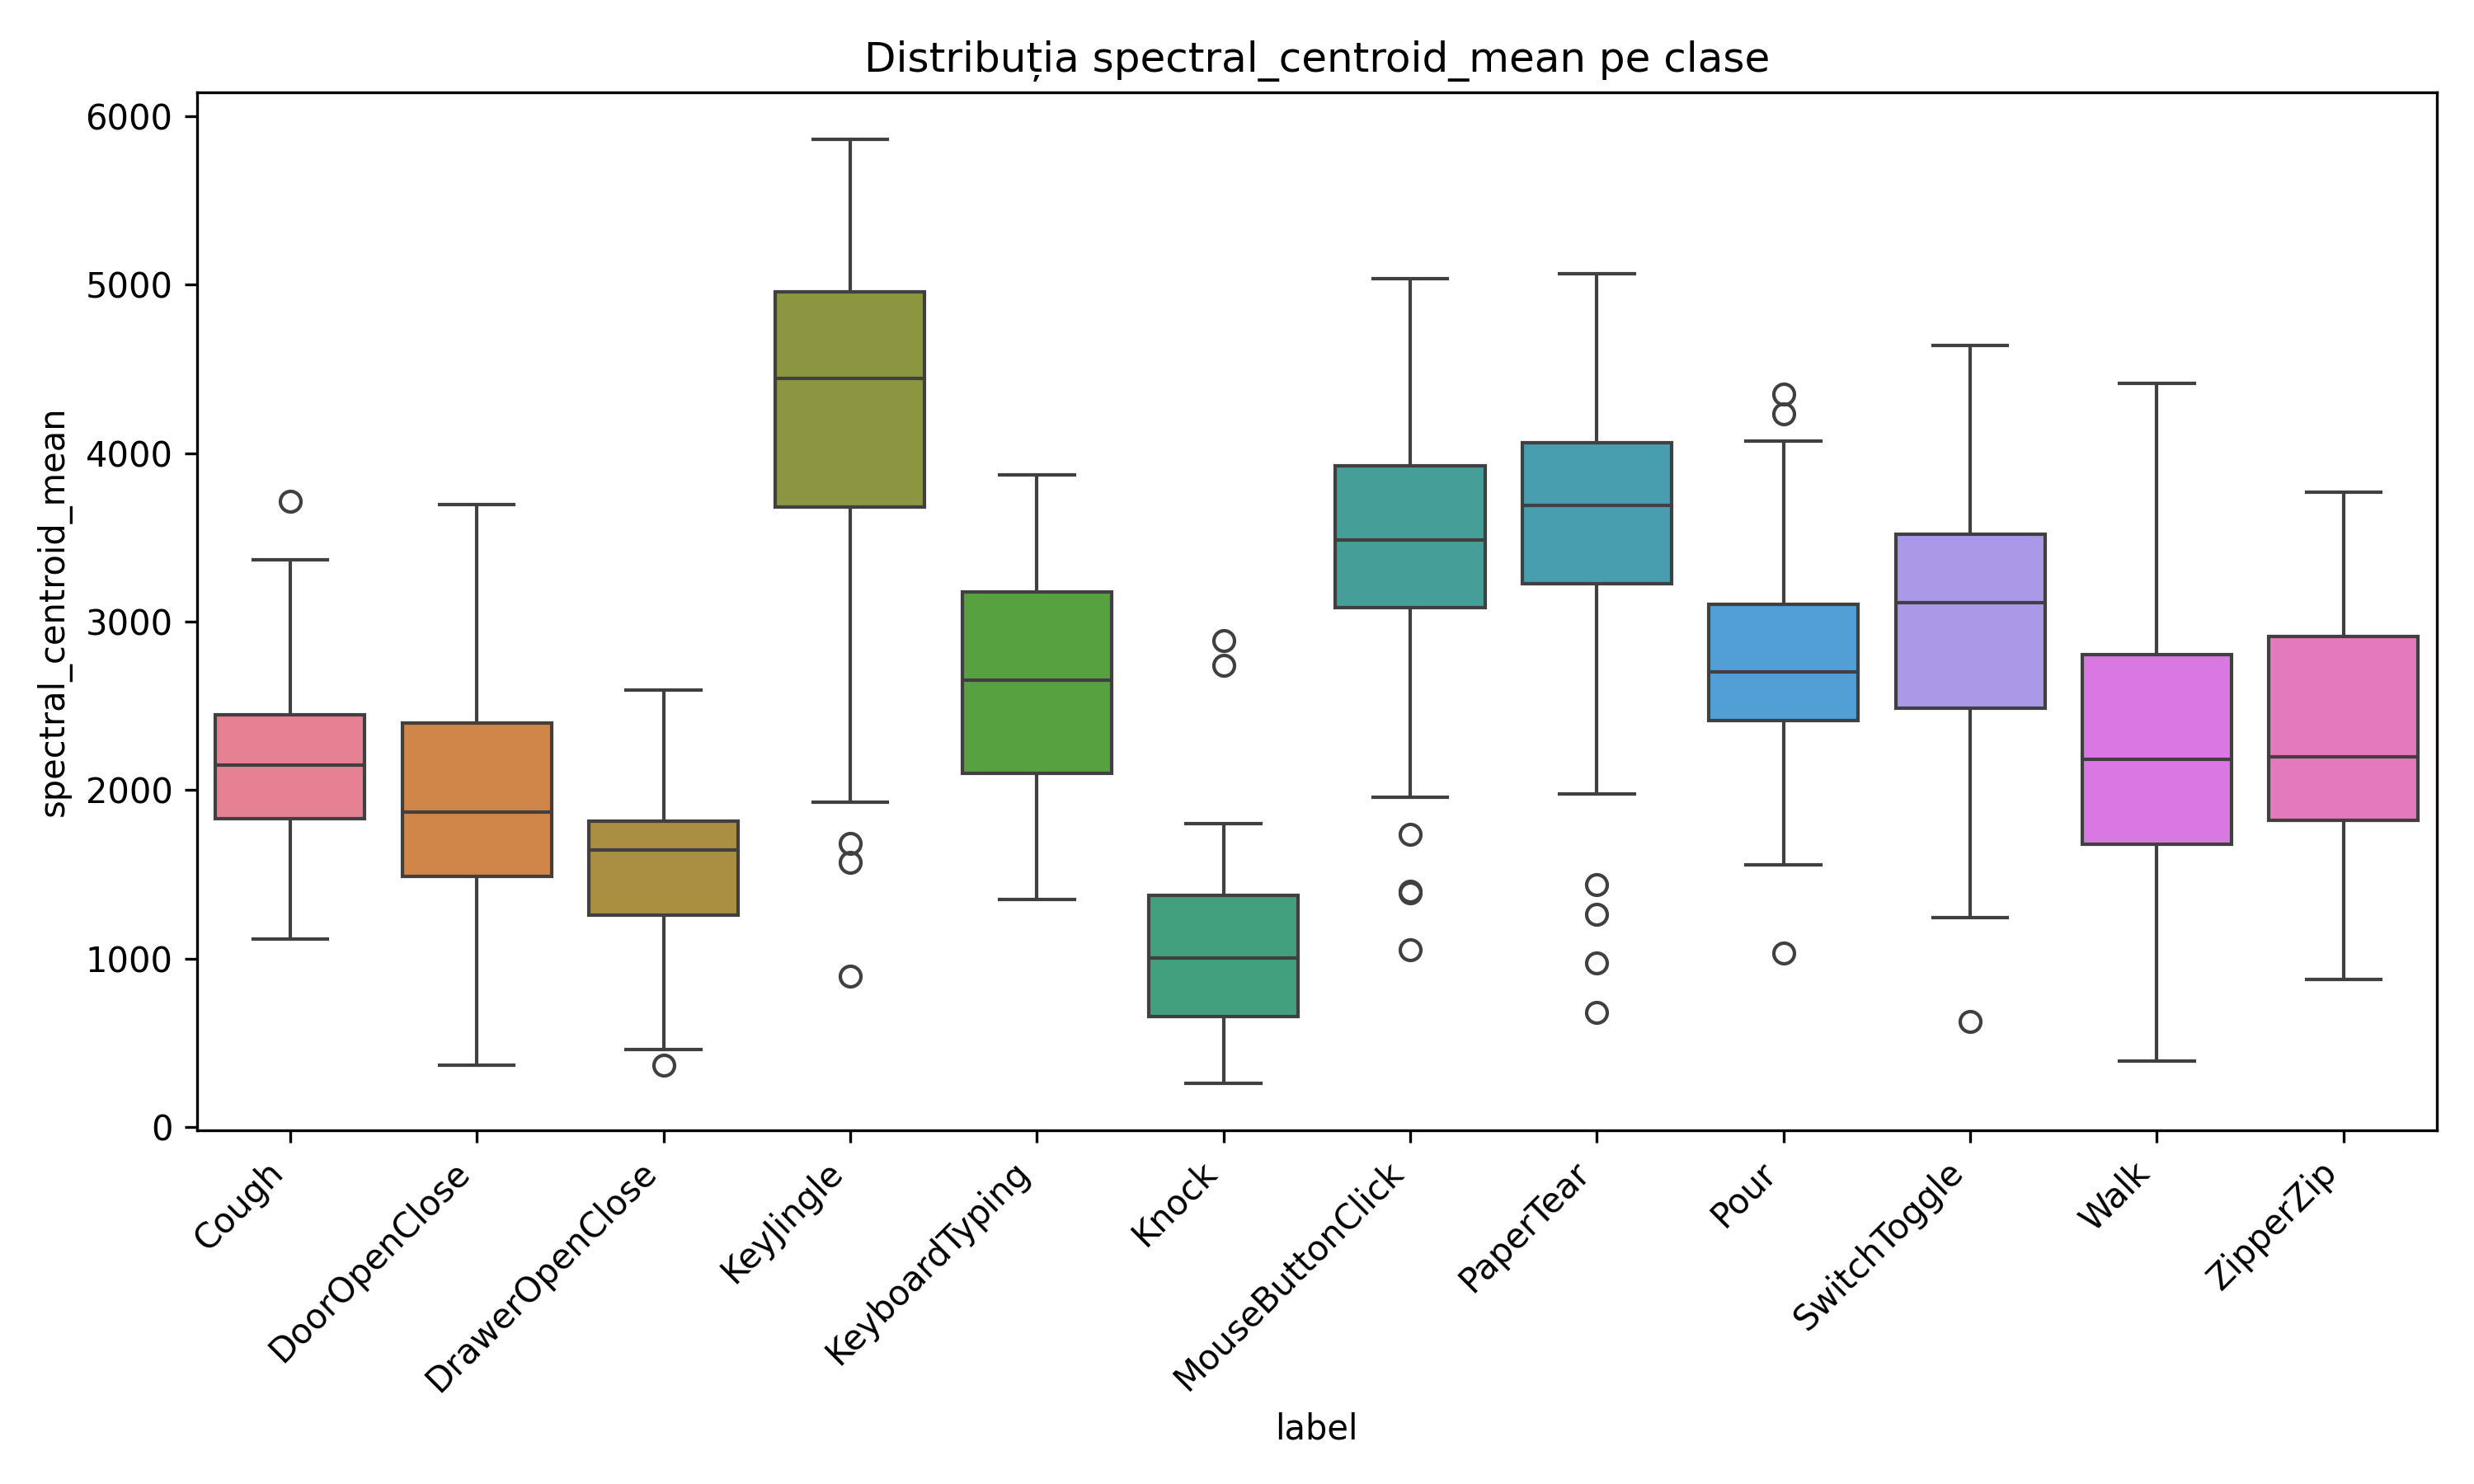 Distribuția spectral_centroid_mean pe clase
spectral_centroid_mean
6000
5000
4000
3000
2000
1000
0
Cough
DoorOpenClose
DrawerOpenClose
KeyJingle
KeyboardTyping
Knock
MouseButtonClick
PaperTear
Pour
SwitchToggle
Walk
ZipperZip
label